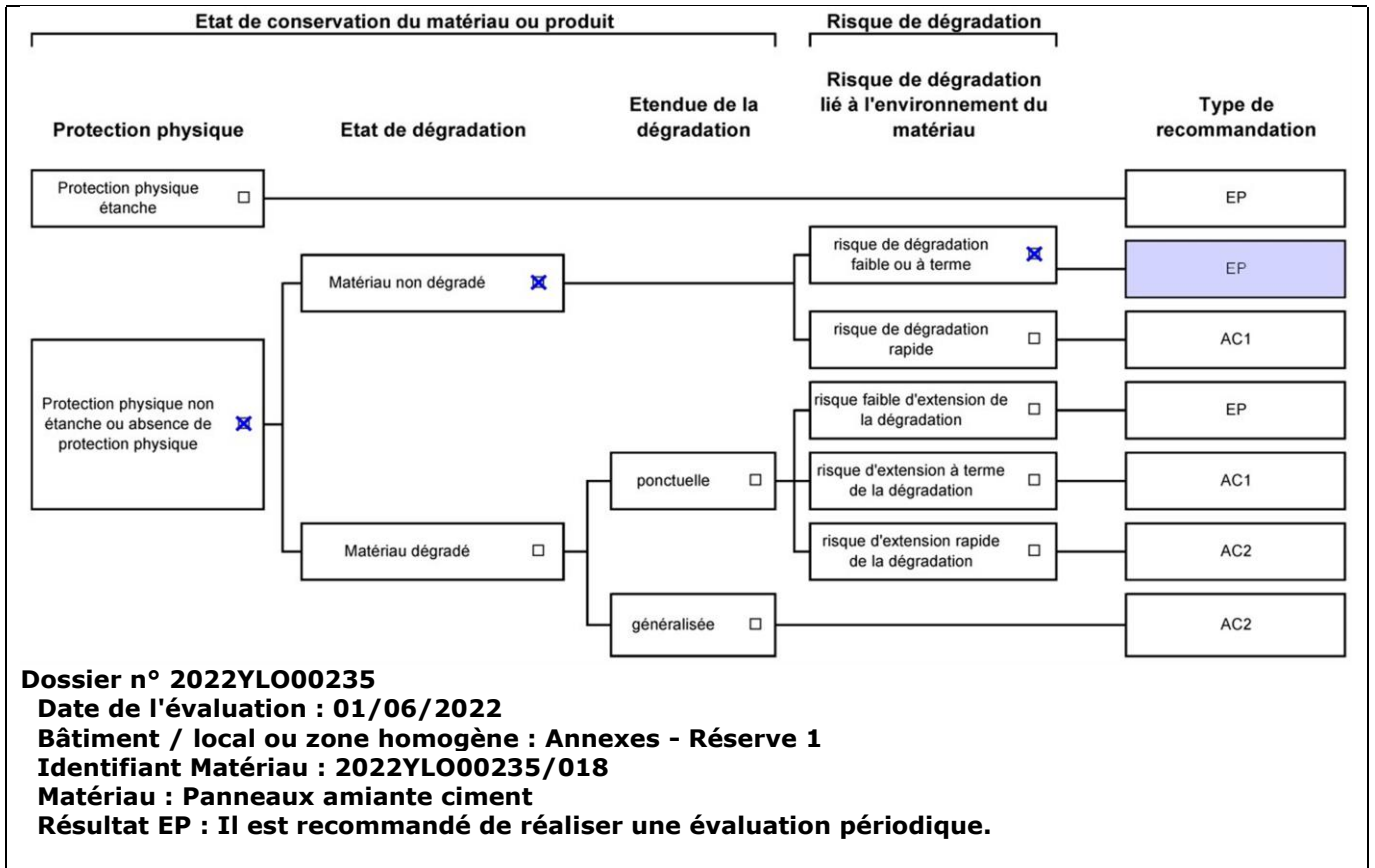 Etat de conservation du matériau ou produit
Risque de dégradation
Protection physique
Etat de dégradation
Etendue de la
dégradation
Risque de dégradation
lié à l'environnement du
matériau
Type de
recommandation
Protection physique
étanche
EP
risque de dégradation
faible ou à terme
EP
Matériau non dégradé
risque de dégradation
rapide
AC1
Protection physique non
étanche ou absence de
protection physique
risque faible d'extension de
la dégradation
EP
ponctuelle
risque d'extension à terme
de la dégradation
AC1
Matériau dégradé
risque d'extension rapide
de la dégradation
AC2
généralisée
AC2
Dossier n° 2022YLO00235
Date de l'évaluation : 01/06/2022
Bâtiment / local ou zone homogène : Annexes - Réserve 1
Identifiant Matériau : 2022YLO00235/018
Matériau : Panneaux amiante ciment
Résultat EP : Il est recommandé de réaliser une évaluation périodique.